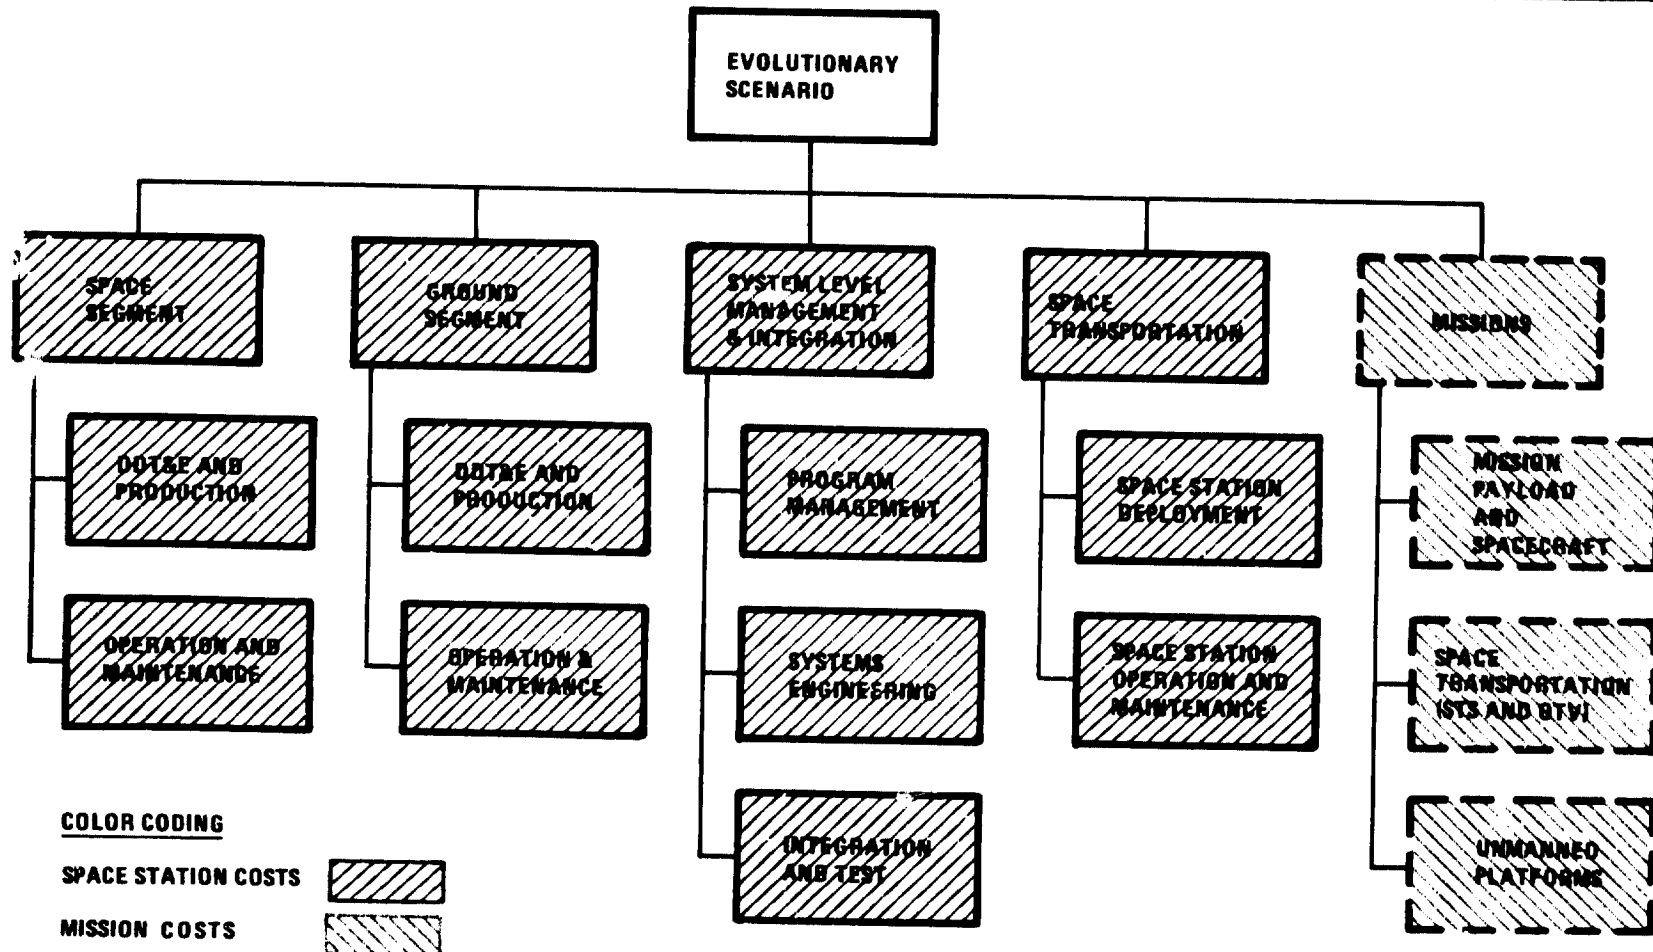 EVOLUTIONARY
SCENARIO
SPACE
SEGMENT
GROUND
SEGMENT
SYSTEM LEVEL
MANAGEMENT
& INTEGRATION
SPACE
TRANSPORTATION
MISSIONS
DDT&E AND
PRODUCTION
DDT&E AND
PRODUCTION
PROGRAM
MANAGEMENT
SPACE STATION
DEPLOYMENT
MISSION
PAYLOAD
AND
SPACECRAFT
OPERATION AND
MAINTENANCE
OPERATION &
MAINTENANCE
SYSTEMS
ENGINEERING
SPACE STATION
OPERATION AND
MAINTENANCE
SPACE
TRANSPORTATION
(STS AND OTV)
INTEGRATION
AND TEST
UNMANNED
PLATFORMS
COLOR CODING
SPACE STATION COSTS
MISSION COSTS